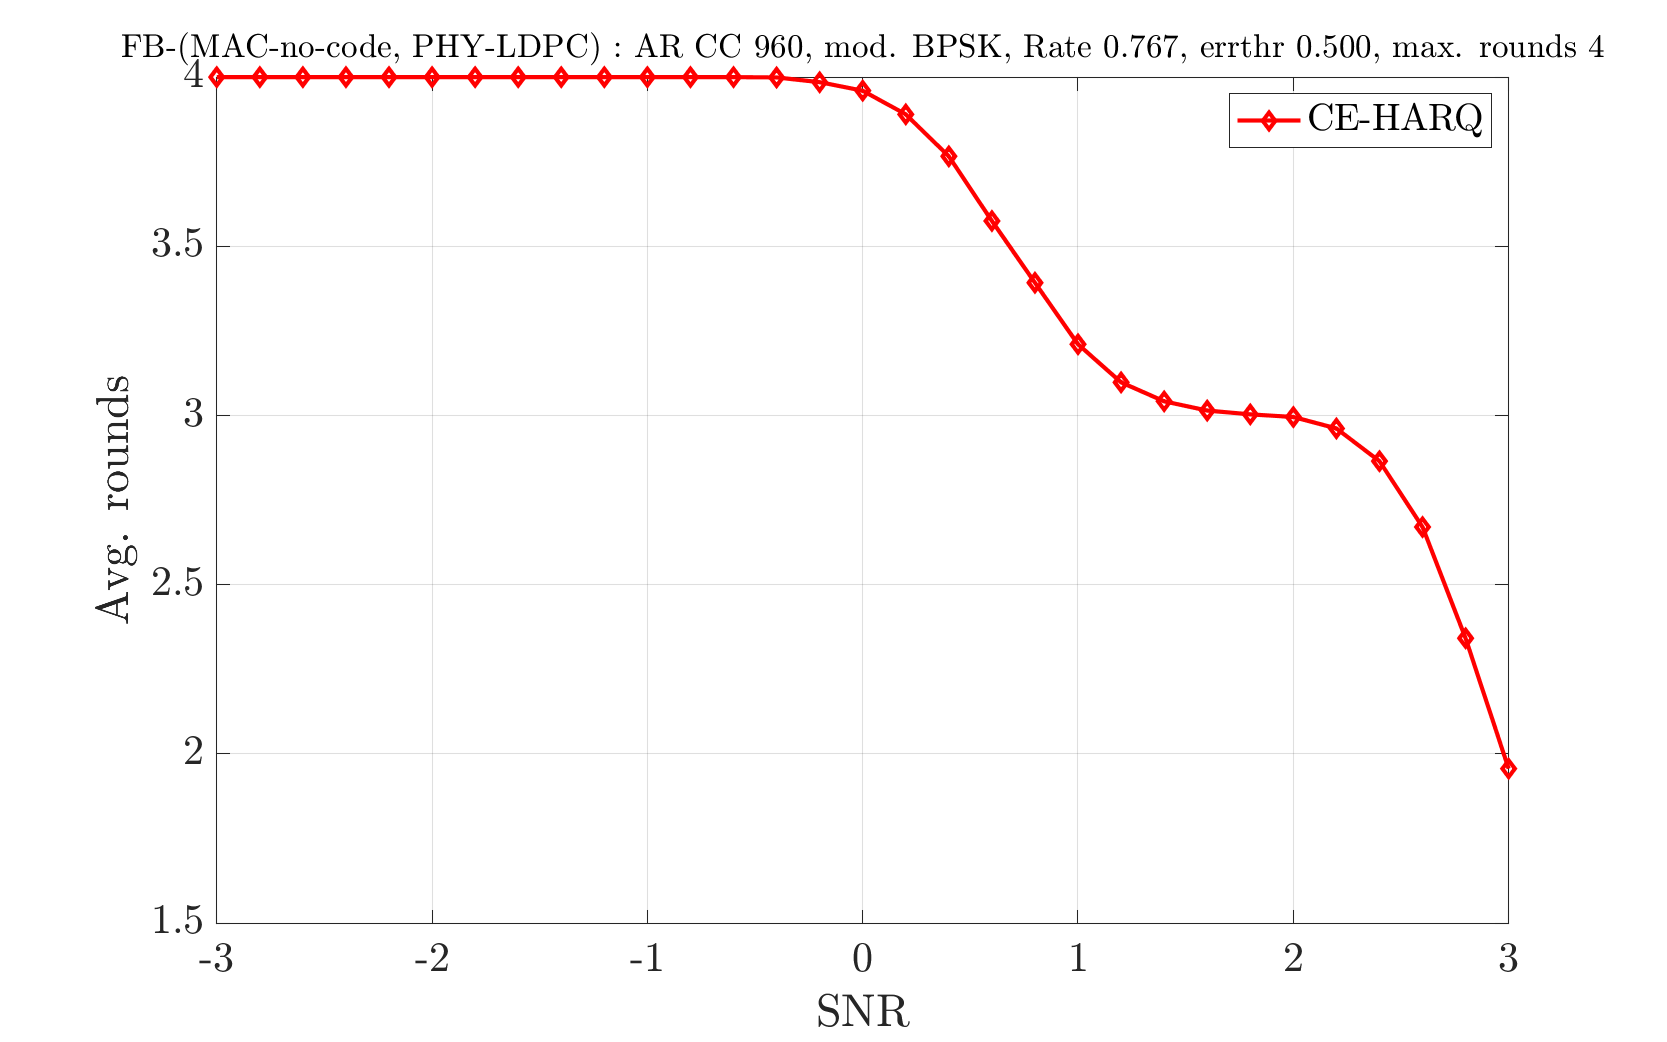 FB-(MAC-no-code, PHY-LDPC) : AR CC 960, mod. BPSK, Rate 0.767, errthr 0.500, max. rounds 4
CE-HARQ
4
3.5
3
2.5
2
1.5
Avg. rounds
-3 -2 -1 0 1 2 3
SNR